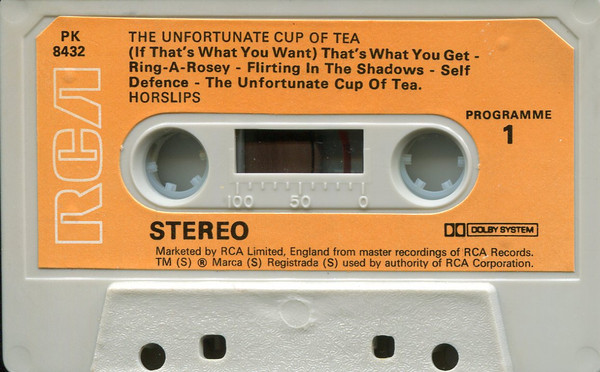 PK
8432
THE UNFORTUNATE CUP OF TEA
(If That's What You Want) That's What You Get -
Ring-A-Rosey - Flirting In The Shadows - Self
Defence - The Unfortunate Cup Of Tea.
HORSLIPS
RCA
PROGRAMME
1
100 50 0
STEREO
DOLBY SYSTEM
Marketed by RCA Limited, England from master recordings of RCA Records.
TM (S) ® Marca (S) Registrada (S) used by authority of RCA Corporation.